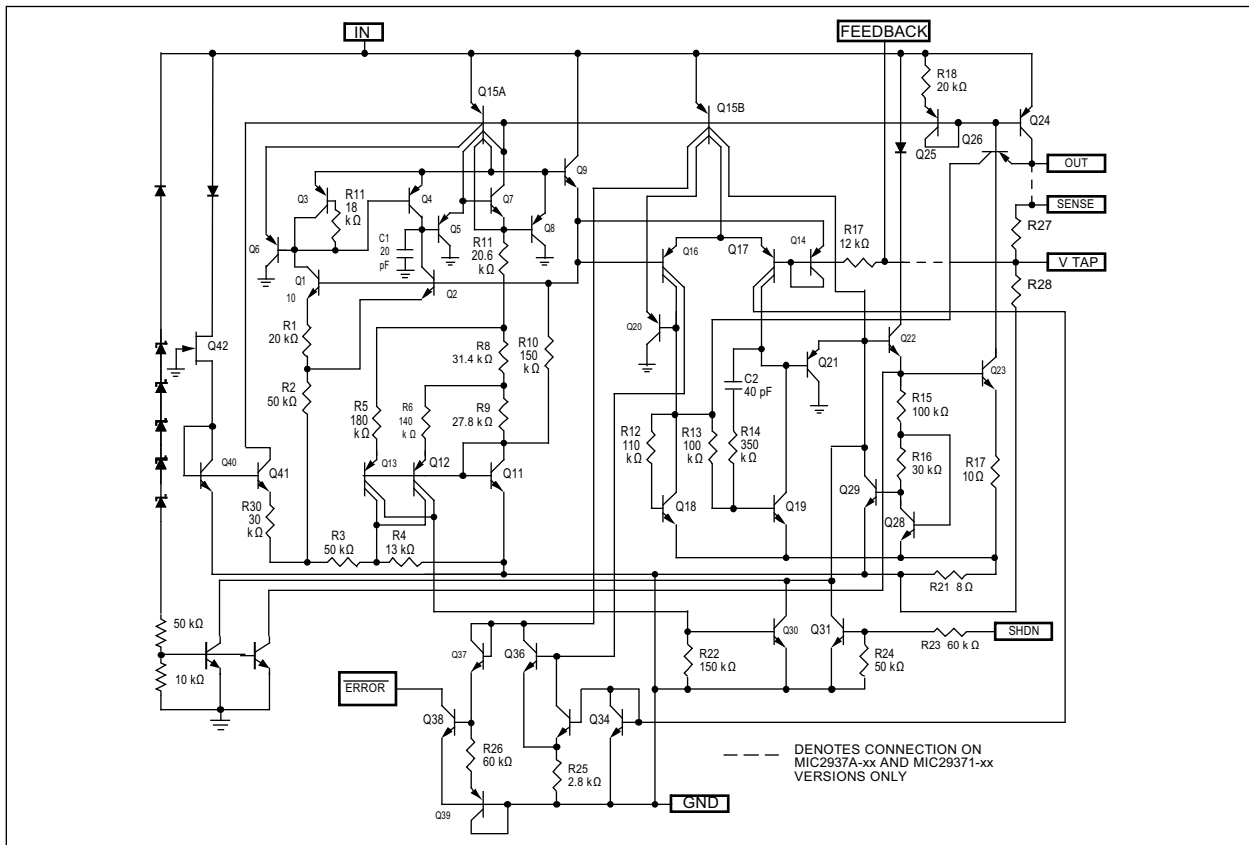 IN
FEEDBACK
R18
20 kΩ
Q15A
Q15B
Q24
Q25
Q26
OUT
SENSE
V TAP
Q9
Q3
R11
18
kΩ
Q4
Q7
Q5
Q8
Q6
C1
20
pF
R11
20.6
kΩ
Q16
Q17
Q14
R17
12 kΩ
R27
R28
Q1
10
Q2
Q42
R1
20 kΩ
R2
50 kΩ
R8
31.4 kΩ
R10
150
kΩ
Q20
Q21
Q22
Q23
C2
40 pF
R5
180
kΩ
R6
140
kΩ
R9
27.8 kΩ
R15
100 kΩ
R12
110
kΩ
R13
100
kΩ
R14
350
kΩ
R16
30 kΩ
R17
10Ω
Q40
Q41
Q13
Q12
Q11
Q29
Q28
Q18
Q19
R30
30
kΩ
R3
50 kΩ
R4
13 kΩ
R21 8 Ω
50 kΩ
10 kΩ
Q37
Q36
Q30
Q31
R22
150 kΩ
R24
50 kΩ
R23 60 kΩ
SHDN
ERROR
Q38
Q34
R26
60 kΩ
R25
2.8 kΩ
Q39
GND
DENOTES CONNECTION ON
MIC2937A-xx AND MIC29371-xx
VERSIONS ONLY